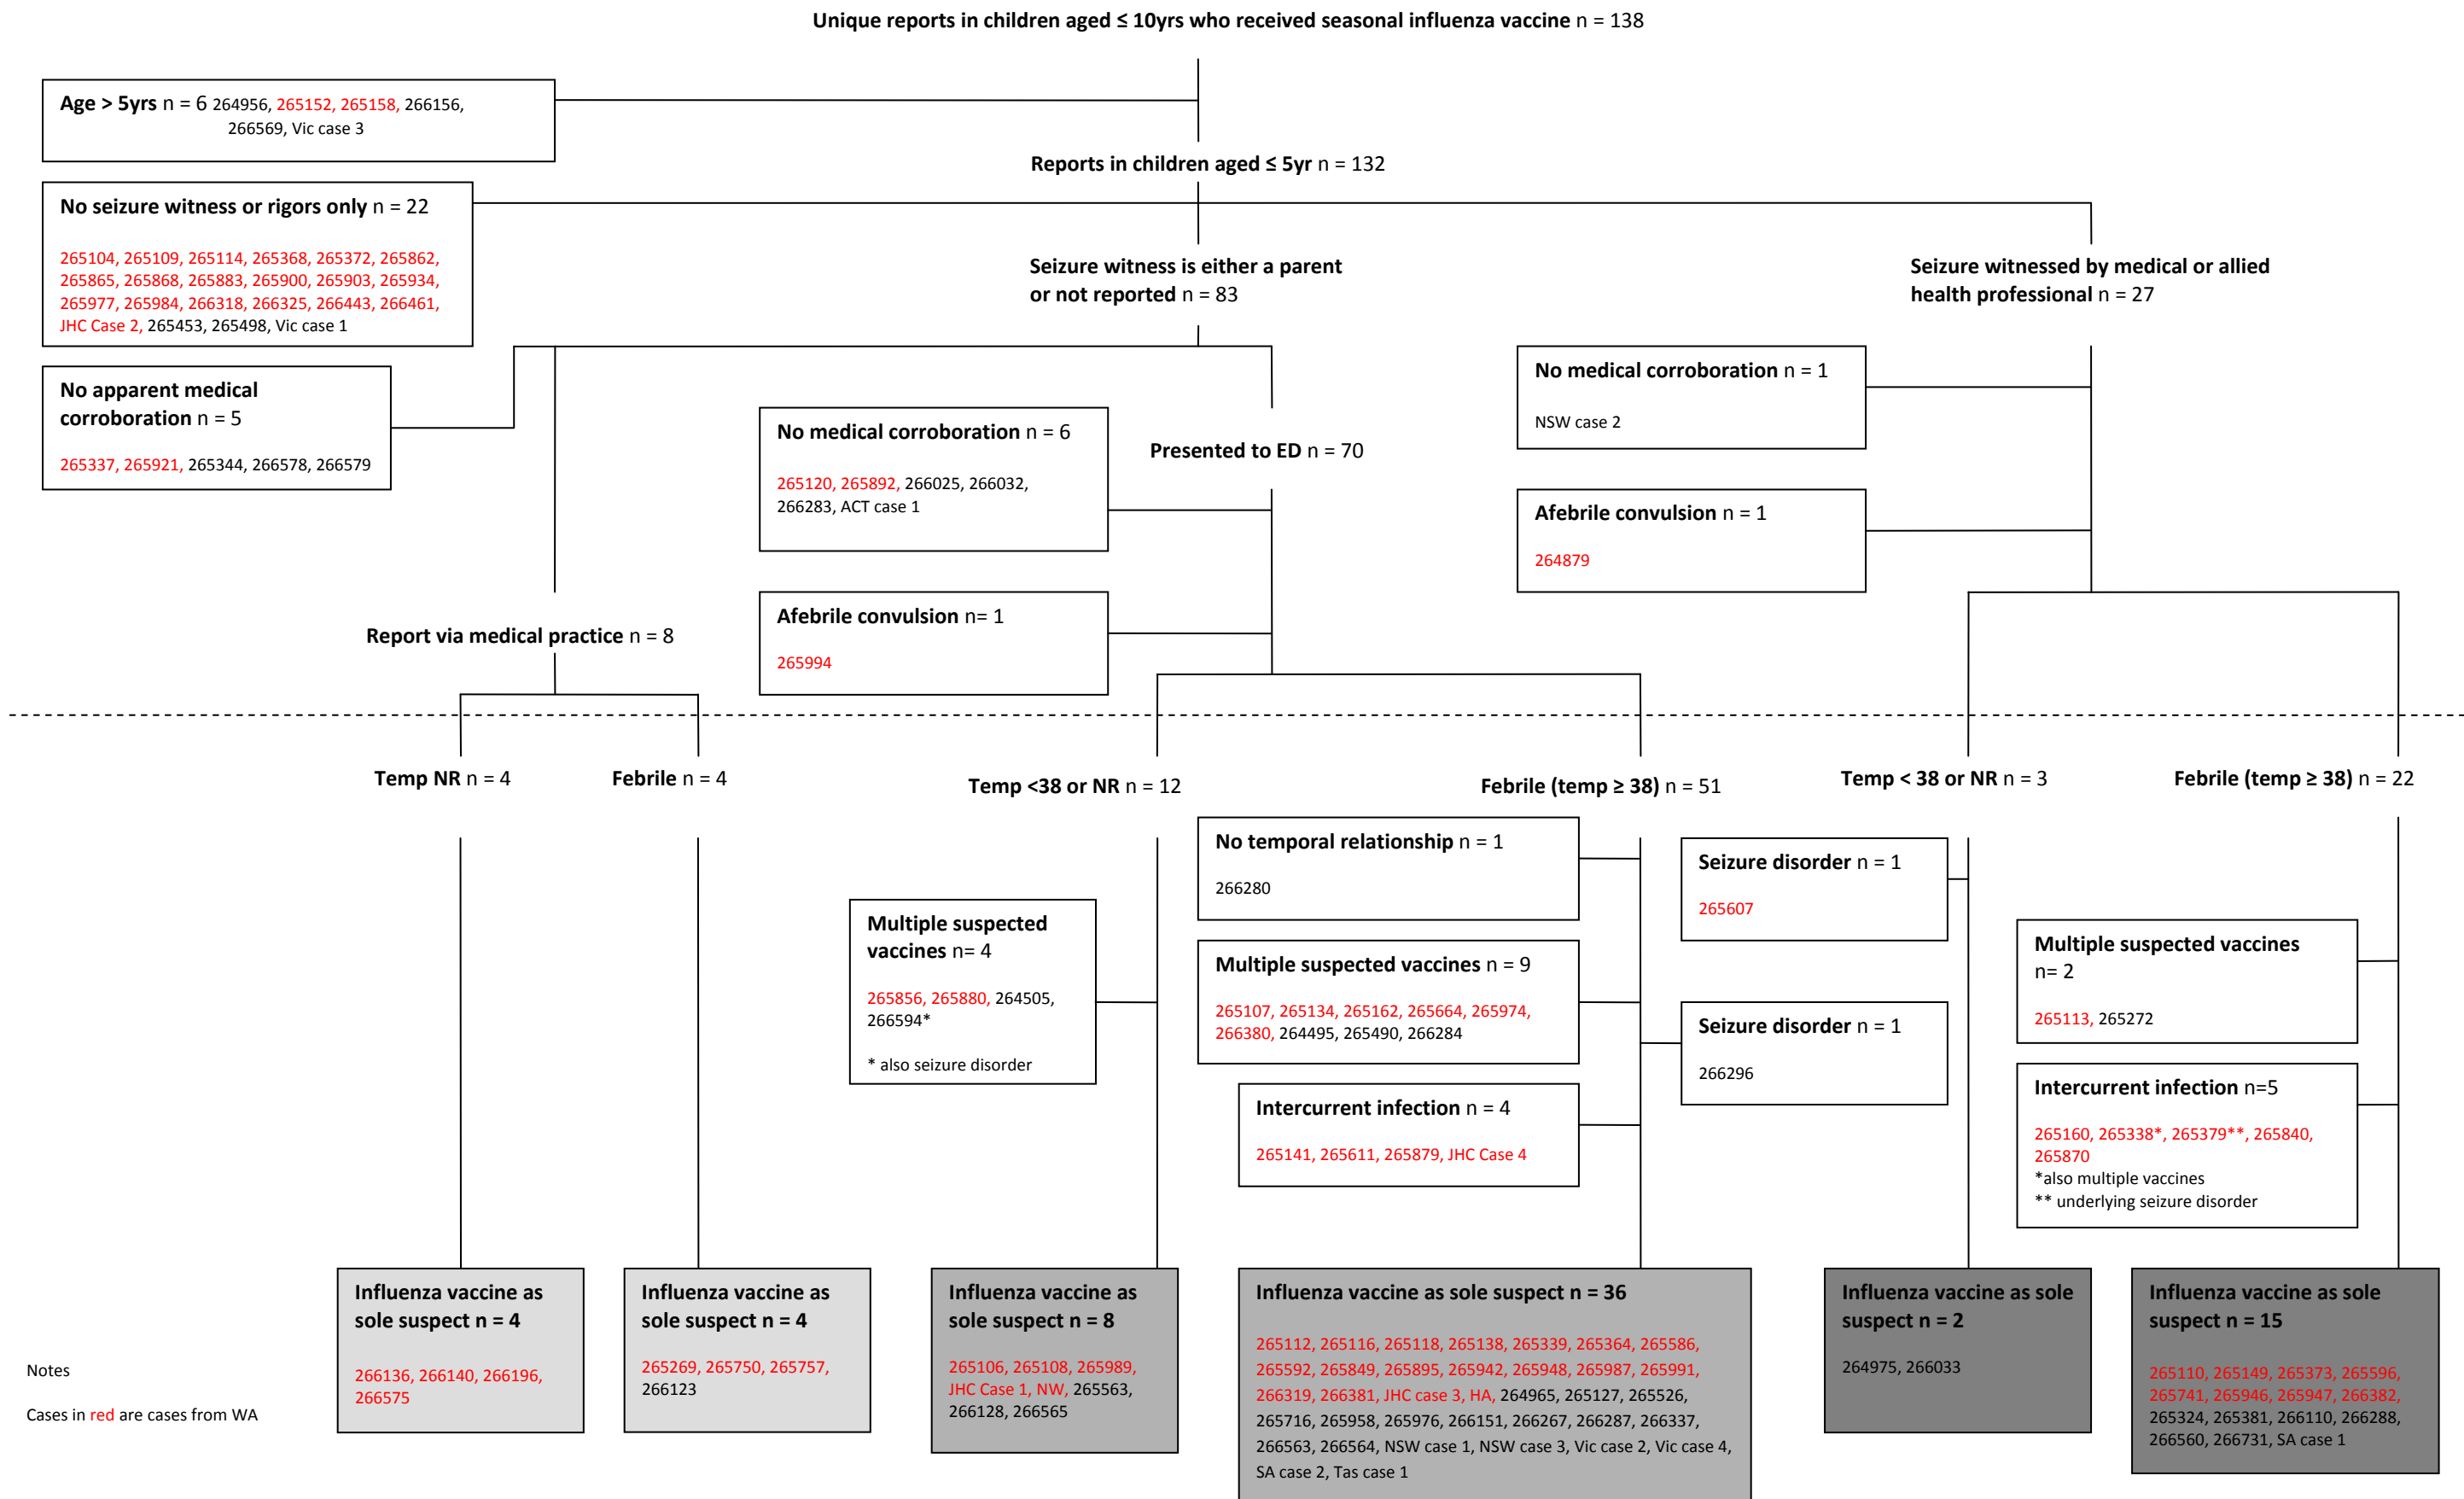 Unique reports in children aged ≤ 10yrs who received seasonal influenza vaccine n = 138
Age > 5yrs n = 6 264956, 265152, 265158, 266156,
266569, Vic case 3
Reports in children aged ≤ 5yr n = 132
No seizure witness or rigors only n = 22
265104, 265109, 265114, 265368, 265372, 265862,
265865, 265868, 265883, 265900, 265903, 265934,
265977, 265984, 266318, 266325, 266443, 266461,
JHC Case 2, 265453, 265498, Vic case 1
Seizure witness is either a parent
or not reported n = 83
Seizure witnessed by medical or allied
health professional n = 27
No apparent medical
corroboration n = 5
265337, 265921, 265344, 266578, 266579
No medical corroboration n = 6
265120, 265892, 266025, 266032,
266283, ACT case 1
Presented to ED n = 70
No medical corroboration n = 1
NSW case 2
Afebrile convulsion n = 1
264879
Afebrile convulsion n= 1
265994
Report via medical practice n = 8
Temp NR n = 4
Febrile n = 4
Temp <38 or NR n = 12
Febrile (temp ≥ 38) n = 51
Temp < 38 or NR n = 3
Febrile (temp ≥ 38) n = 22
No temporal relationship n = 1
266280
Seizure disorder n = 1
265607
Multiple suspected
vaccines n= 4
265856, 265880, 264505,
266594*
* also seizure disorder
Multiple suspected vaccines n = 9
265107, 265134, 265162, 265664, 265974,
266380, 264495, 265490, 266284
Seizure disorder n = 1
266296
Multiple suspected vaccines
n= 2
265113, 265272
Intercurrent infection n = 4
265141, 265611, 265879, JHC Case 4
Intercurrent infection n=5
265160, 265338*, 265379**, 265840,
265870
*also multiple vaccines
** underlying seizure disorder
Influenza vaccine as
sole suspect n = 4
266136, 266140, 266196,
266575
Influenza vaccine as
sole suspect n = 4
265269, 265750, 265757,
266123
Influenza vaccine as
sole suspect n = 8
265106, 265108, 265989,
JHC Case 1, NW, 265563,
266128, 266565
Influenza vaccine as sole suspect n = 36
265112, 265116, 265118, 265138, 265339, 265364, 265586,
265592, 265849, 265895, 265942, 265948, 265987, 265991,
266319, 266381, JHC case 3, HA, 264965, 265127, 265526,
265716, 265958, 265976, 266151, 266267, 266287, 266337,
266563, 266564, NSW case 1, NSW case 3, Vic case 2, Vic case 4,
SA case 2, Tas case 1
Influenza vaccine as sole
suspect n = 2
264975, 266033
Influenza vaccine as sole
suspect n = 15
265110, 265149, 265373, 265596,
265741, 265946, 265947, 266382,
265324, 265381, 266110, 266288,
266560, 266731, SA case 1
Notes
Cases in red are cases from WA